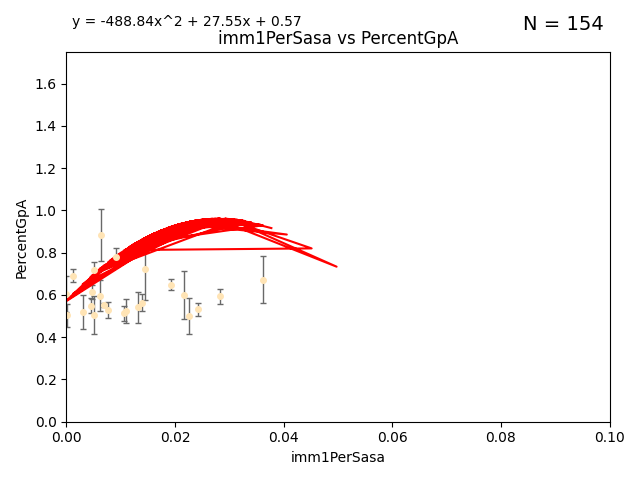 y = -488.84x^2 + 27.55x + 0.57
N = 154
imm1PerSasa vs PercentGpA
PercentGpA
1.6
1.4
1.2
1.0
0.8
0.6
0.4
0.2
0.0
0.00 0.02 0.04 0.06 0.08 0.10
imm1PerSasa